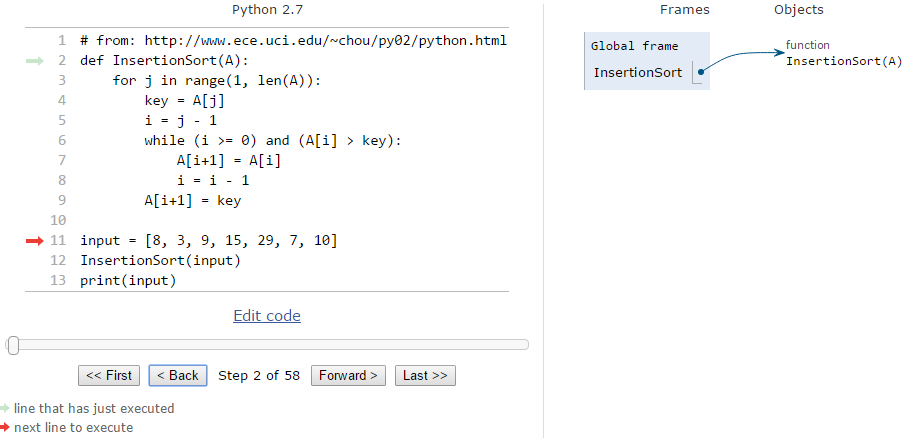 Python 2.7
1 # from: http://www.ece.uci.edu/~chou/py02/python.html
2 def InsertionSort(A):
3     for j in range(1, len(A)):
4         key = A[j]
5         i = j - 1
6         while (i >= 0) and (A[i] > key):
7             A[i+1] = A[i]
8             i = i - 1
9         A[i+1] = key
10
11 input = [8, 3, 9, 15, 29, 7, 10]
12 InsertionSort(input)
13 print(input)
Edit code
<< First < Back Step 2 of 58 Forward > Last >>
line that has just executed
next line to execute
Frames Objects
Global frame
InsertionSort
function
InsertionSort(A)